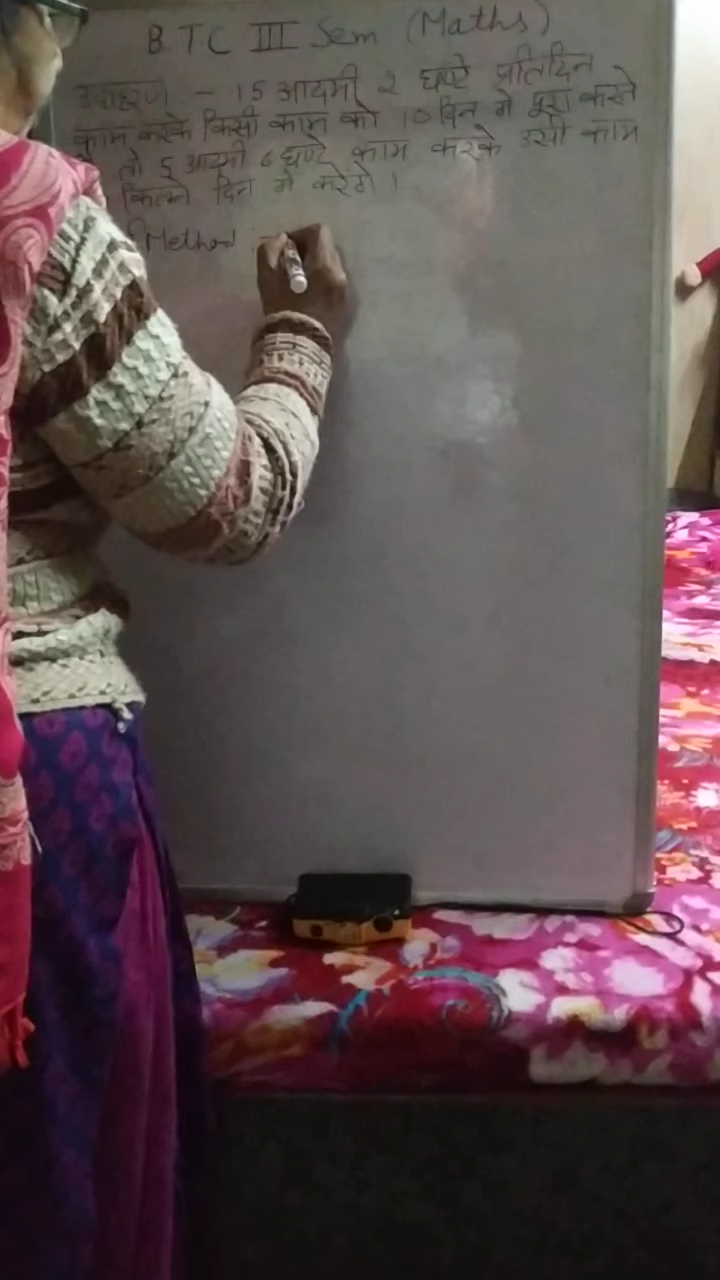 B.T.C III Sem (Maths)
उदाहरण - 15 आदमी 2 घण्टे प्रतिदिन
काम करके किसी काम को 10 दिन में पूरा करते
तो 5 आदमी 6 घण्टे काम करके उसी काम
कितने दिन में करेंगे।
Method